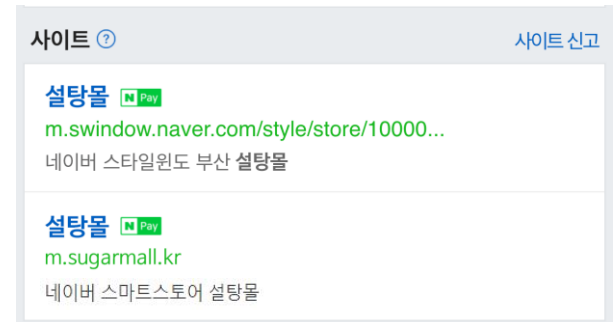 사이트 ? 사이트 신고
설탕몰 N Pay
m.swindow.naver.com/style/store/10000...
네이버 스타일윈도 부산 설탕몰
설탕몰 N Pay
m.sugarmall.kr
네이버 스마트스토어 설탕몰